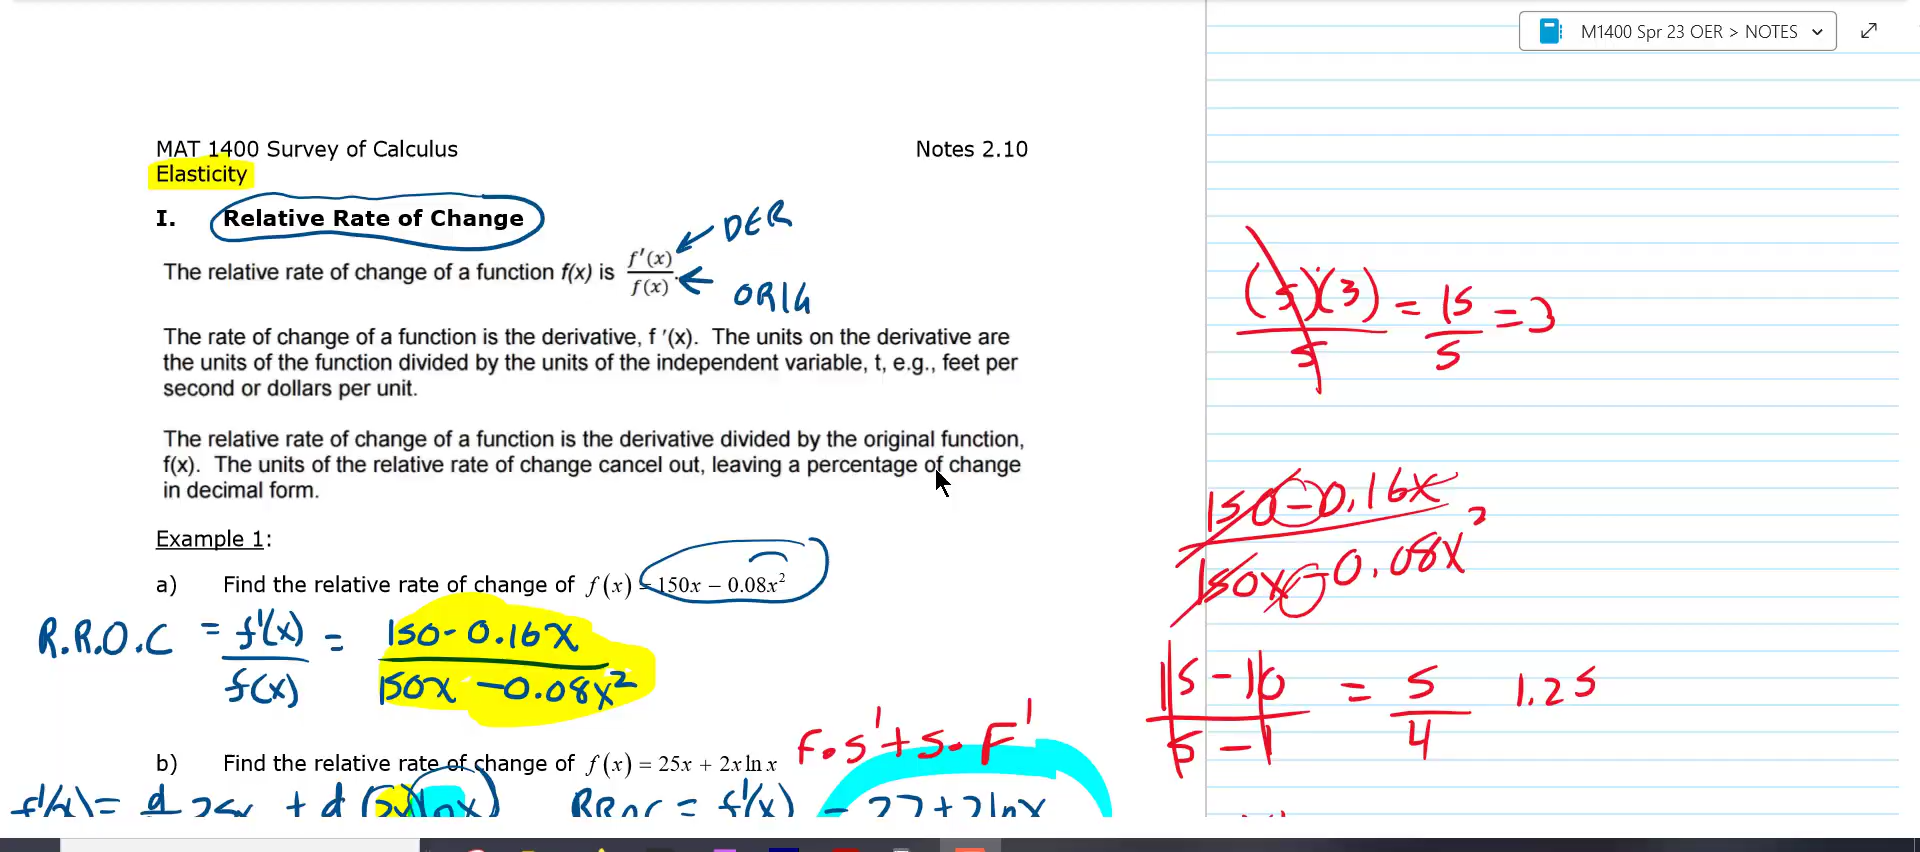 M1400 Spr 23 OER > NOTES
MAT 1400 Survey of Calculus Notes 2.10
Elasticity
I. Relative Rate of Change
DER
The relative rate of change of a function f(x) is f'(x)/f(x).
ORIG
The rate of change of a function is the derivative, f '(x). The units on the derivative are
the units of the function divided by the units of the independent variable, t, e.g., feet per
second or dollars per unit.
The relative rate of change of a function is the derivative divided by the original function,
f(x). The units of the relative rate of change cancel out, leaving a percentage of change
in decimal form.
Example 1:
a) Find the relative rate of change of f(x) = 150x − 0.08x²
R.R.O.C = f'(x)/f(x) = 150 - 0.16x
150x - 0.08x²
F·S' + S·F'
b) Find the relative rate of change of f(x) = 25x + 2x ln x
f'(x) = d 25x + d (2x)(lnx) RROC = f'(x) = 27 + 2lnx
(5)(3)/5 = 15/5 = 3
150 - 0.16x
150x - 0.08x²
15 - 10 = 5 1.25
5 - 1 4